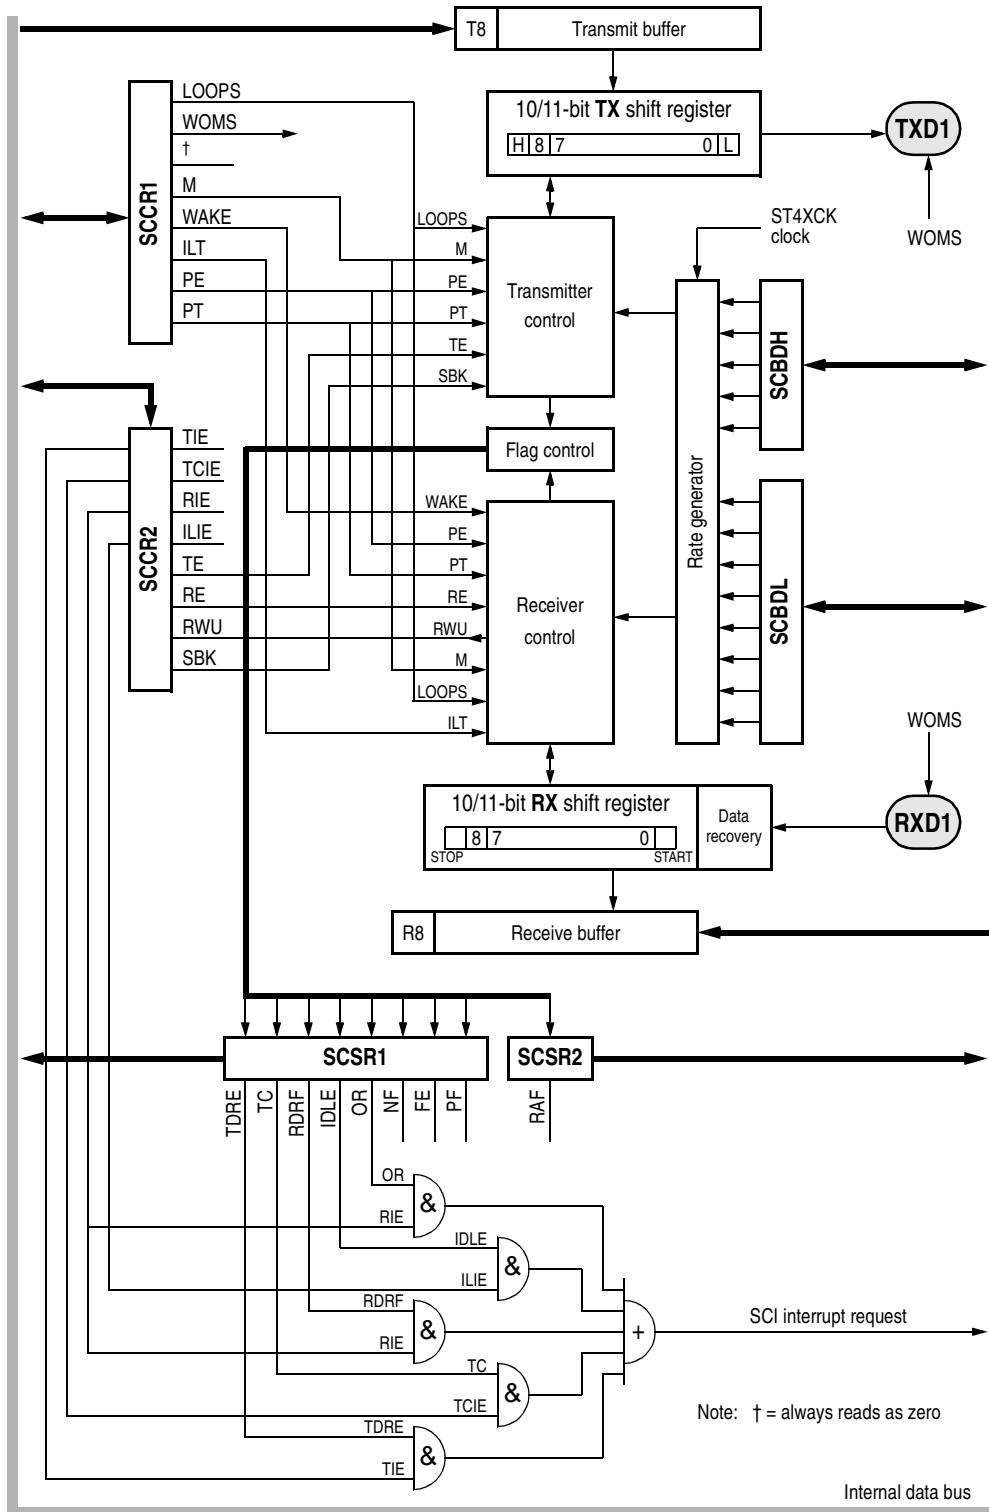 T8 Transmit buffer
10/11-bit TX shift register
H 8 7 0 L
TXD1
WOMS
ST4XCK
clock
SCCR1
LOOPS
WOMS
†
M
WAKE
ILT
PE
PT
LOOPS
M
PE
PT
TE
SBK
Transmitter
control
Rate generator
SCBDH
SCBDL
SCCR2
TIE
TCIE
RIE
ILIE
TE
RE
RWU
SBK
Flag control
WAKE
PE
PT
RE
RWU
M
LOOPS
ILT
Receiver
control
WOMS
RXD1
10/11-bit RX shift register
8 7 0
STOP START
Data
recovery
R8 Receive buffer
SCSR1
SCSR2
TDRE
TC
RDRF
IDLE
OR
NF
FE
PF
RAF
OR
&
RIE
IDLE
&
ILIE
RDRF
&
RIE
TC
&
TCIE
TDRE
&
TIE
+
SCI interrupt request
Note: † = always reads as zero
Internal data bus